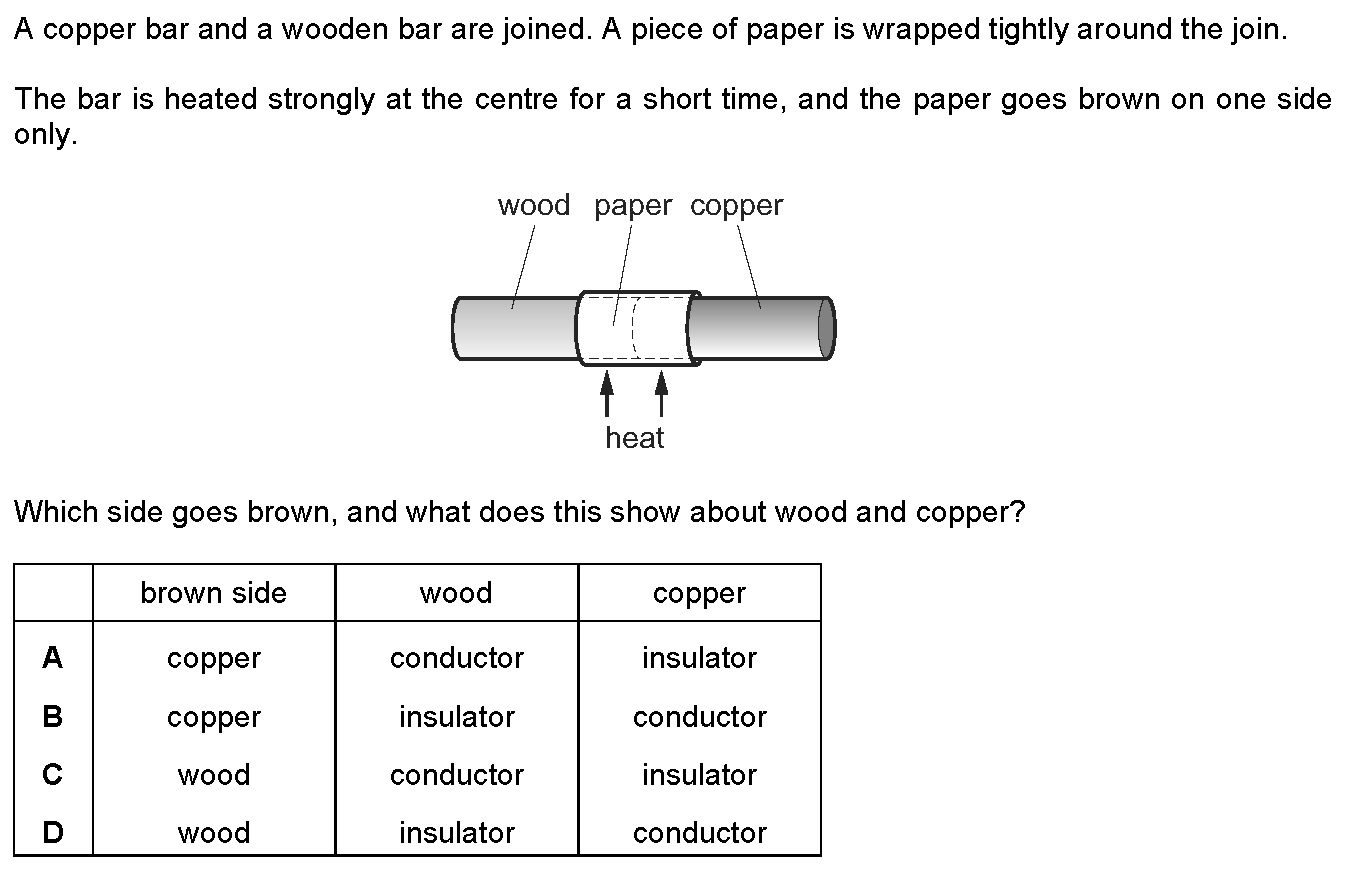 A copper bar and a wooden bar are joined. A piece of paper is wrapped tightly around the join.
The bar is heated strongly at the centre for a short time, and the paper goes brown on one side
only.
wood paper copper
heat
Which side goes brown, and what does this show about wood and copper?
brown side wood copper
A copper conductor insulator
B copper insulator conductor
C wood conductor insulator
D wood insulator conductor